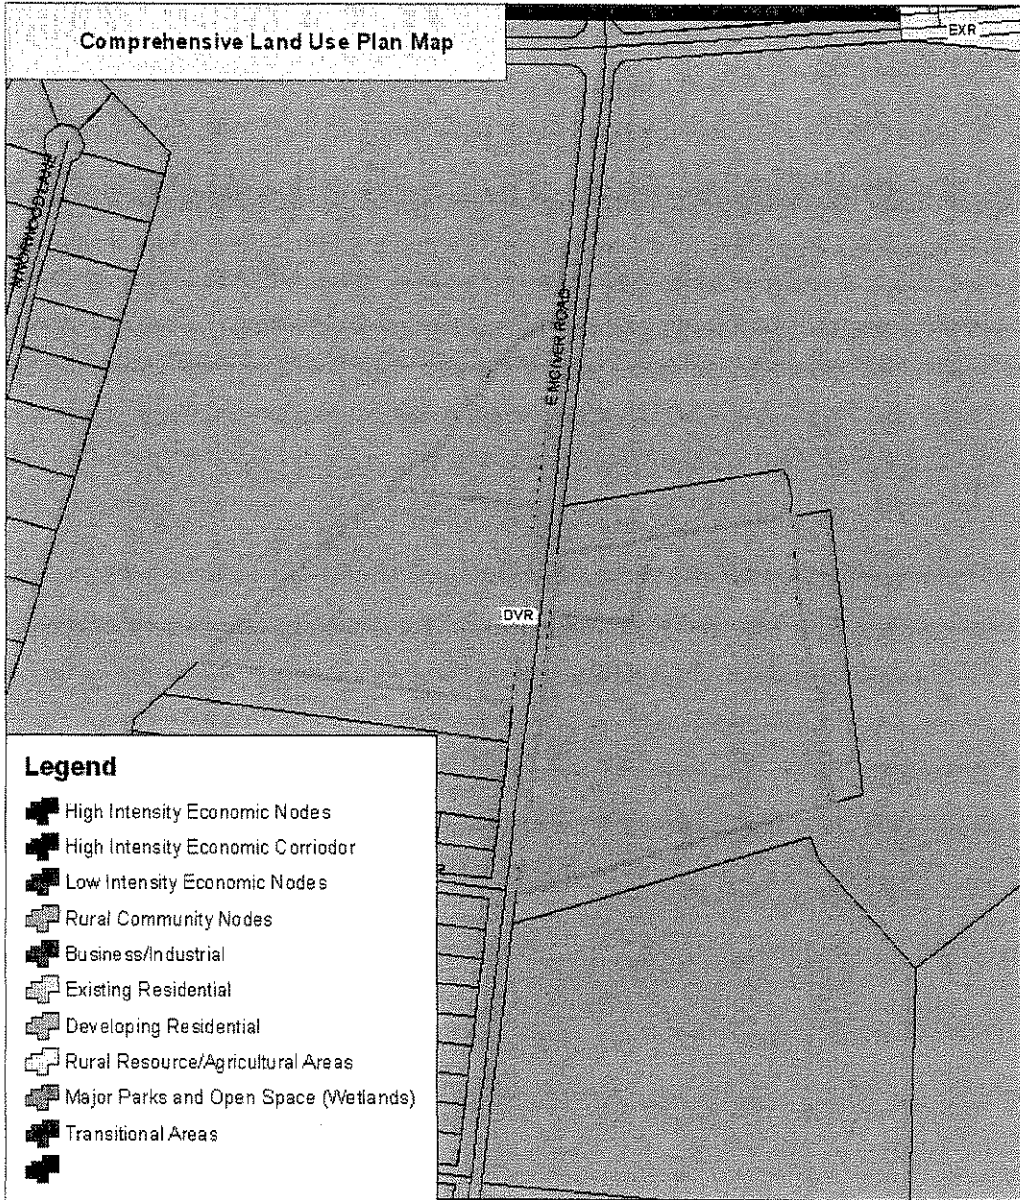 Comprehensive Land Use Plan Map
EXR
DVR
Legend
High Intensity Economic Nodes
High Intensity Economic Corriodor
Low Intensity Economic Nodes
Rural Community Nodes
Business/Industrial
Existing Residential
Developing Residential
Rural Resource/Agricultural Areas
Major Parks and Open Space (Wetlands)
Transitional Areas